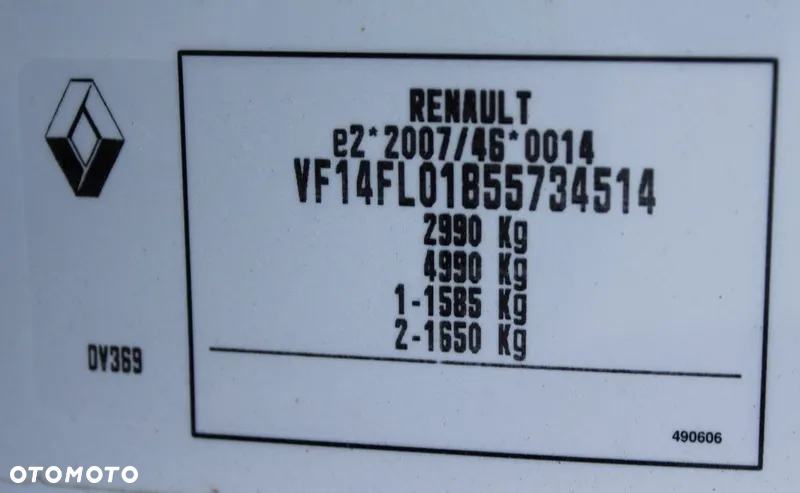 RENAULT
e2*2007/46*0014
VF14FL01855734514
2990 Kg
4990 Kg
1-1585 Kg
2-1650 Kg
DV369
490606
OTOMOTO